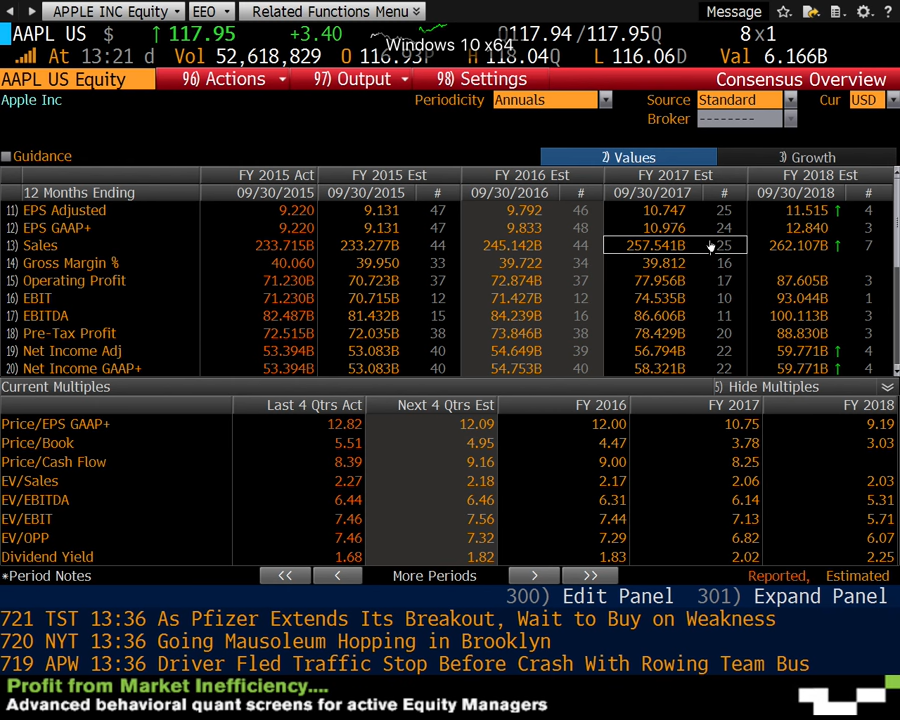 APPLE INC Equity EEO Related Functions Menu Message ?
AAPL US $ ↑ 117.95 +3.40 117.94 /117.95Q 8x1
Windows 10 x64
At 13:21 d Vol 52,618,829 O 116.93P H 118.04Q L 116.06D Val 6.166B
AAPL US Equity 96) Actions 97) Output 98) Settings Consensus Overview
Apple Inc Periodicity Annuals Source Standard Cur USD
Broker --------
Guidance 2) Values 3) Growth
FY 2015 Act FY 2015 Est FY 2016 Est FY 2017 Est FY 2018 Est
12 Months Ending 09/30/2015 09/30/2015 # 09/30/2016 # 09/30/2017 # 09/30/2018 #
11) EPS Adjusted 9.220 9.131 47 9.792 46 10.747 25 11.515 ↑ 4
12) EPS GAAP+ 9.220 9.131 47 9.833 48 10.976 24 12.840 3
13) Sales 233.715B 233.277B 44 245.142B 44 257.541B 25 262.107B ↑ 7
14) Gross Margin % 40.060 39.950 33 39.722 34 39.812 16
15) Operating Profit 71.230B 70.723B 37 72.874B 37 77.956B 17 87.605B 3
16) EBIT 71.230B 70.715B 12 71.427B 12 74.535B 10 93.044B 1
17) EBITDA 82.487B 81.432B 15 84.239B 16 86.606B 11 100.113B 3
18) Pre-Tax Profit 72.515B 72.035B 38 73.846B 38 78.429B 20 88.830B 3
19) Net Income Adj 53.394B 53.083B 40 54.649B 39 56.794B 22 59.771B ↑ 4
20) Net Income GAAP+ 53.394B 53.083B 40 54.753B 40 58.321B 22 59.771B ↑ 4
Current Multiples 5) Hide Multiples
Last 4 Qtrs Act Next 4 Qtrs Est FY 2016 FY 2017 FY 2018
Price/EPS GAAP+ 12.82 12.09 12.00 10.75 9.19
Price/Book 5.51 4.95 4.47 3.78 3.03
Price/Cash Flow 8.39 9.16 9.00 8.25
EV/Sales 2.27 2.18 2.17 2.06 2.03
EV/EBITDA 6.44 6.46 6.31 6.14 5.31
EV/EBIT 7.46 7.56 7.44 7.13 5.71
EV/OPP 7.46 7.32 7.29 6.82 6.07
Dividend Yield 1.68 1.82 1.83 2.02 2.25
*Period Notes << < More Periods > >> Reported, Estimated
300) Edit Panel 301) Expand Panel
721 TST 13:36 As Pfizer Extends Its Breakout, Wait to Buy on Weakness
720 NYT 13:36 Going Mausoleum Hopping in Brooklyn
719 APW 13:36 Driver Fled Traffic Stop Before Crash With Rowing Team Bus
Profit from Market Inefficiency....
Advanced behavioral quant screens for active Equity Managers